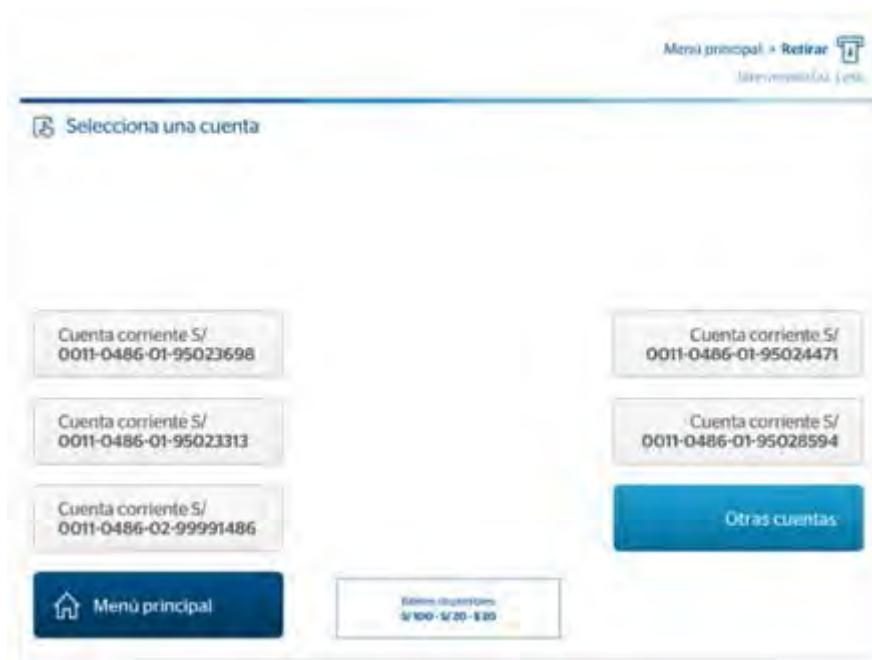 Menú principal > Retirar
Selecciona una cuenta
Cuenta corriente S/
0011-0486-01-95023698
Cuenta corriente S/
0011-0486-01-95024471
Cuenta corriente S/
0011-0486-01-95023313
Cuenta corriente S/
0011-0486-01-95028594
Cuenta corriente S/
0011-0486-02-99991486
Otras cuentas
Menú principal
Billetes disponibles
S/100 - S/20 - $20